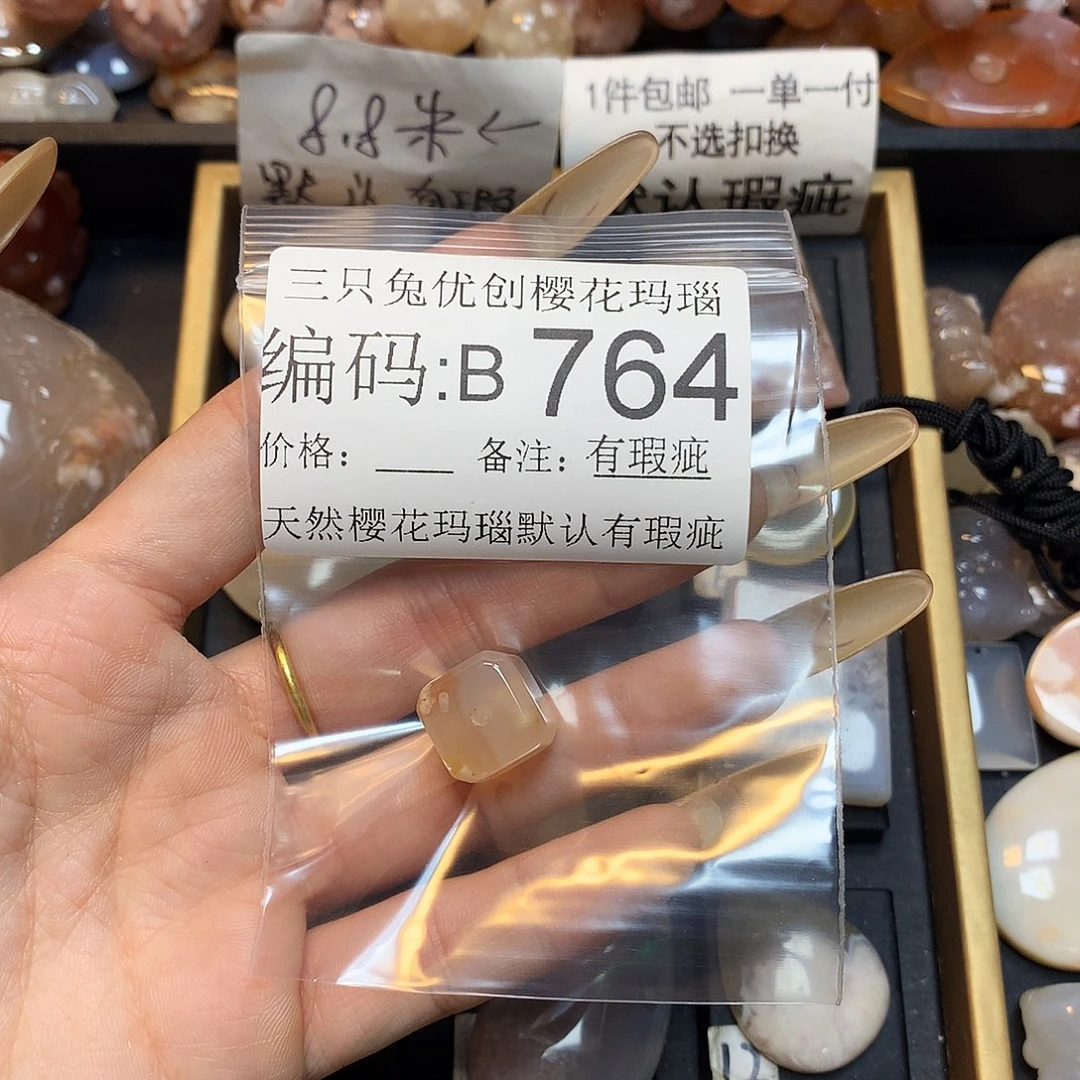 8.8米←
默认有瑕
1件包邮 一单一付
不选扣换
默认瑕疵
三只兔优创樱花玛瑙
编码:B 764
价格：___ 备注：有瑕疵
天然樱花玛瑙默认有瑕疵